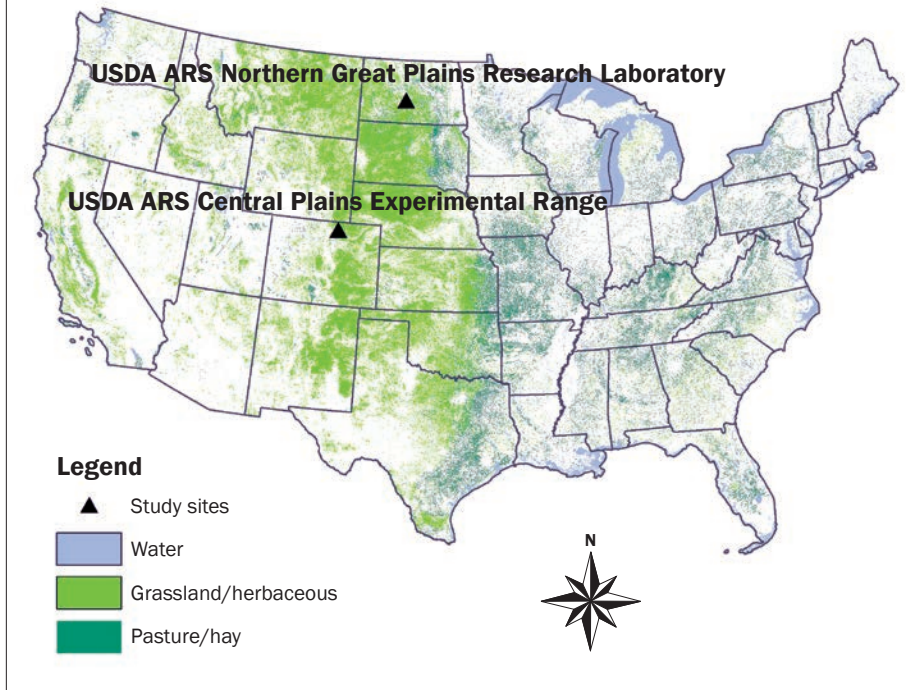 USDA ARS Northern Great Plains Research Laboratory
USDA ARS Central Plains Experimental Range
Legend
Study sites
Water
Grassland/herbaceous
Pasture/hay
N